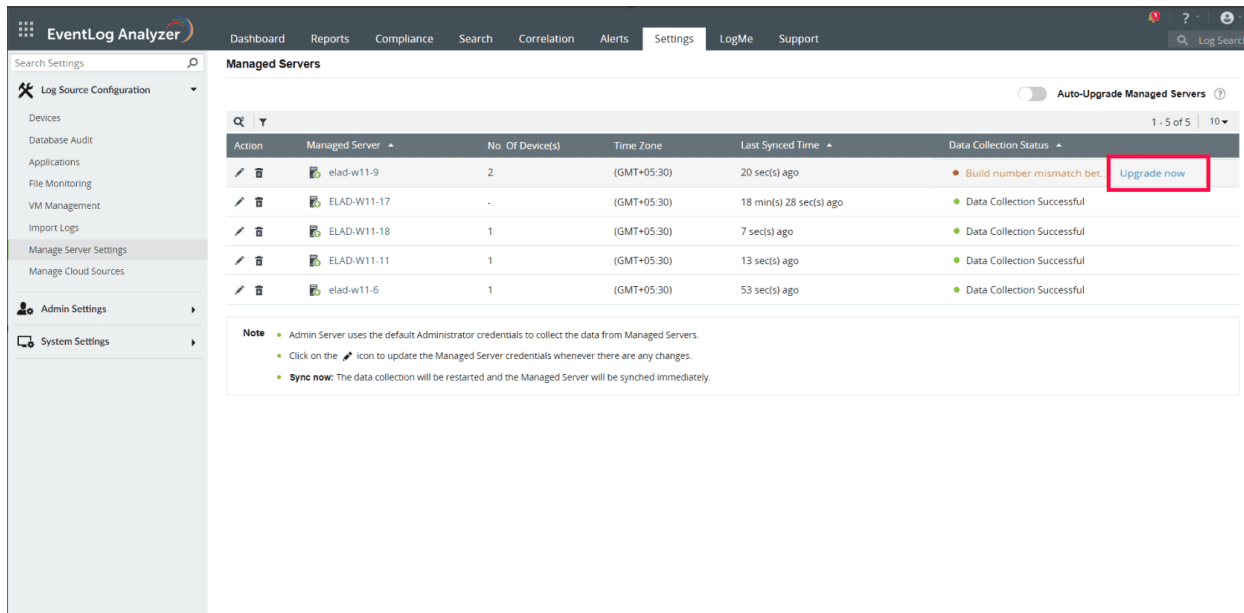 EventLog Analyzer
Dashboard Reports Compliance Search Correlation Alerts Settings LogMe Support
1 ?
Log Search
Search Settings
Log Source Configuration
Devices
Database Audit
Applications
File Monitoring
VM Management
Import Logs
Manage Server Settings
Manage Cloud Sources
Admin Settings
System Settings
Managed Servers
Auto-Upgrade Managed Servers ?
1 - 5 of 5 10
Action Managed Server No. Of Device(s) Time Zone Last Synced Time Data Collection Status
elad-w11-9 2 (GMT+05:30) 20 sec(s) ago Build number mismatch bet... Upgrade now
ELAD-W11-17 - (GMT+05:30) 18 min(s) 28 sec(s) ago Data Collection Successful
ELAD-W11-18 1 (GMT+05:30) 7 sec(s) ago Data Collection Successful
ELAD-W11-11 1 (GMT+05:30) 13 sec(s) ago Data Collection Successful
elad-w11-6 1 (GMT+05:30) 53 sec(s) ago Data Collection Successful
Note • Admin Server uses the default Administrator credentials to collect the data from Managed Servers.
• Click on the icon to update the Managed Server credentials whenever there are any changes.
• Sync now: The data collection will be restarted and the Managed Server will be synched immediately.